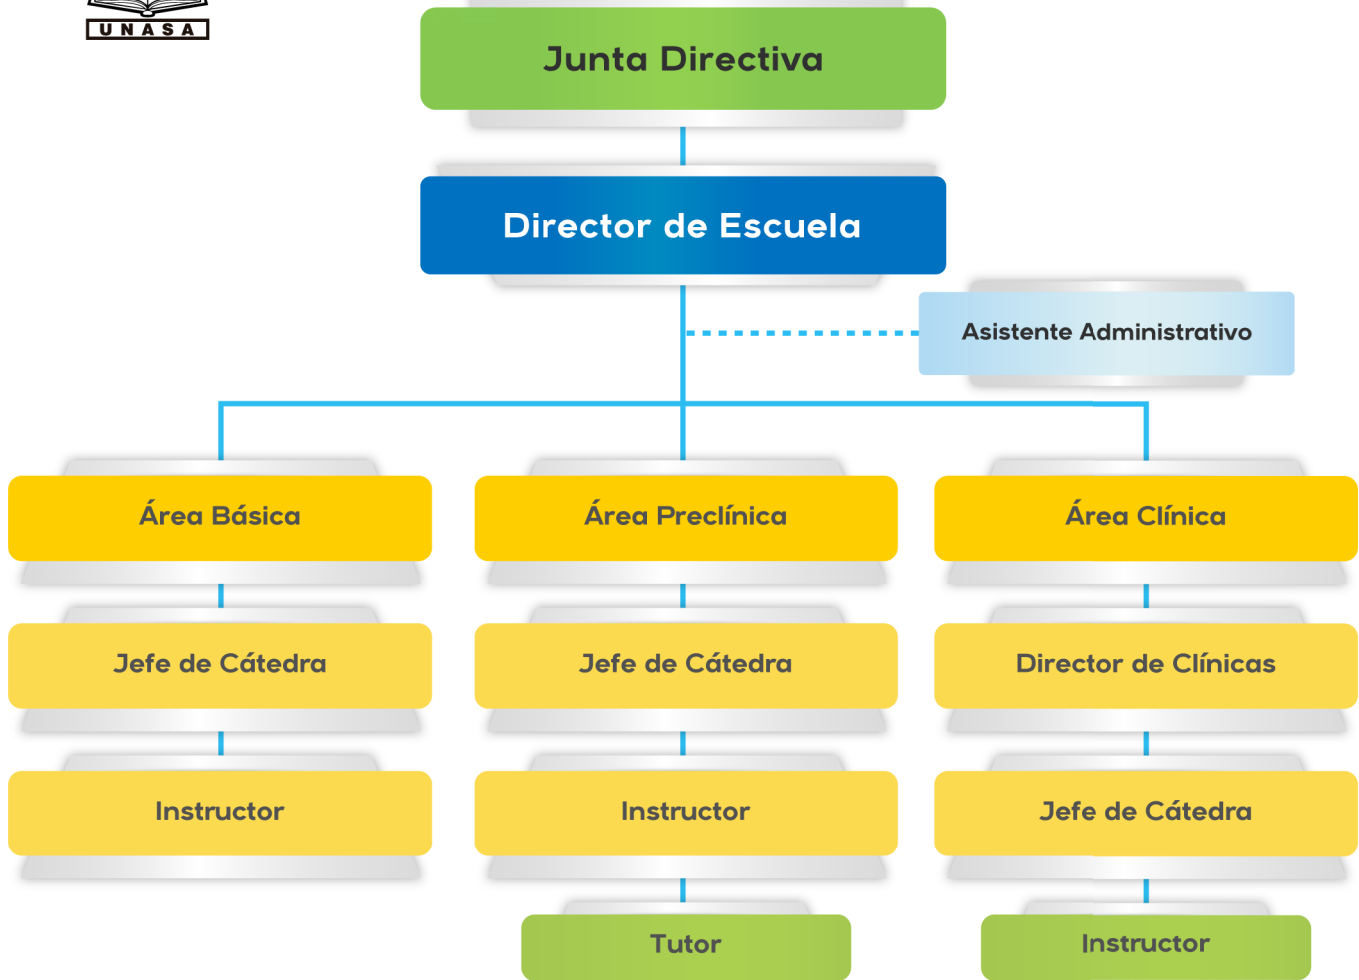 UNASA
Junta Directiva
Director de Escuela
Asistente Administrativo
Área Básica
Área Preclínica
Área Clínica
Jefe de Cátedra
Jefe de Cátedra
Director de Clínicas
Instructor
Instructor
Jefe de Cátedra
Tutor
Instructor